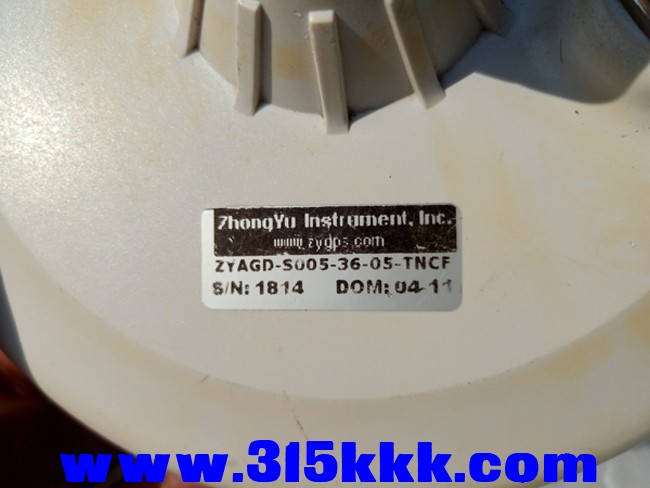 ZhongYu Instrument, Inc.
www.zygps.com
ZYAGD-S005-36-05-TNCF
S/N: 1814 DOM: 04-11
www.315kkk.com